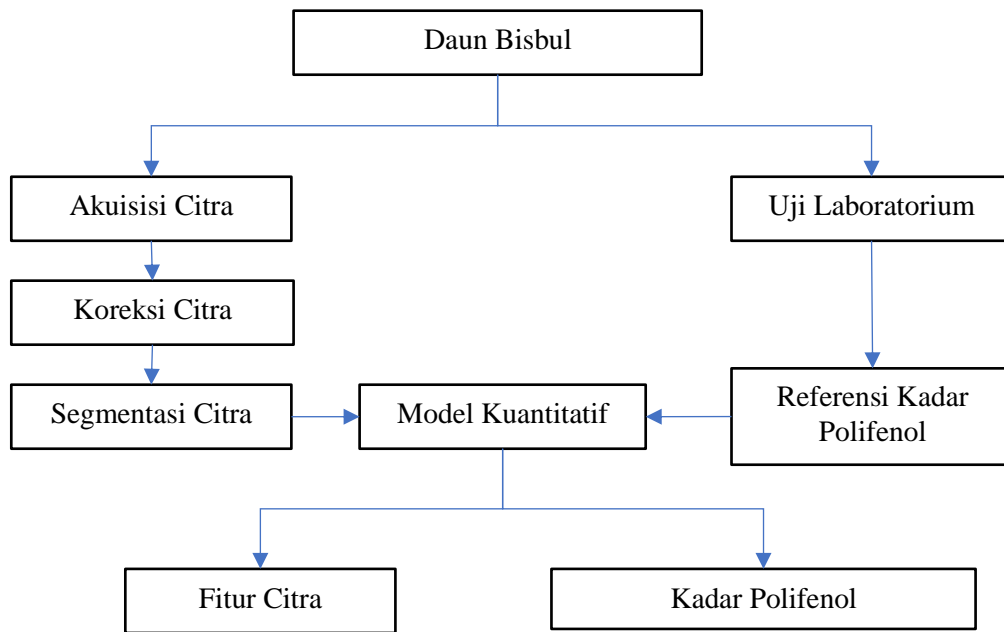 Daun Bisbul
Akuisisi Citra
Uji Laboratorium
Koreksi Citra
Segmentasi Citra
Model Kuantitatif
Referensi Kadar
Polifenol
Fitur Citra
Kadar Polifenol